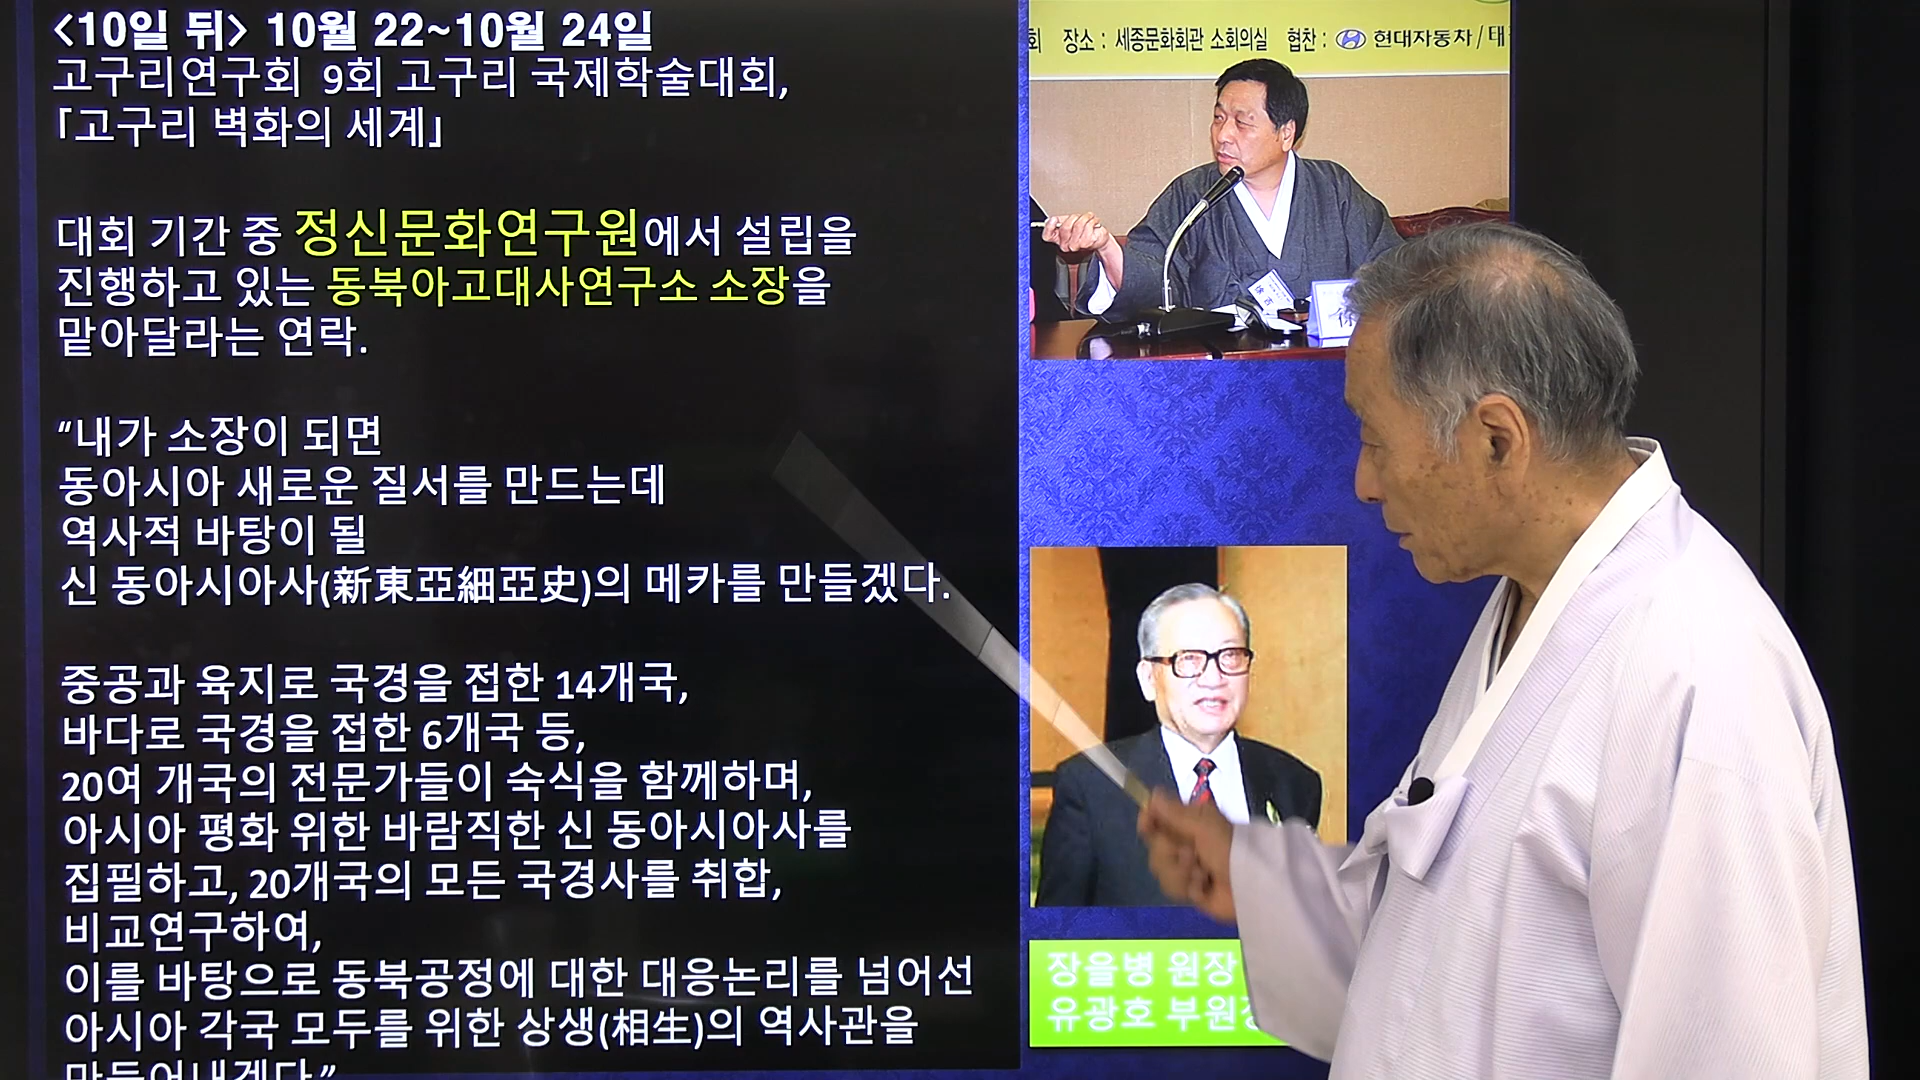 <10일 뒤> 10월 22~10월 24일
고구리연구회 9회 고구리 국제학술대회,
「고구리 벽화의 세계」
대회 기간 중 정신문화연구원에서 설립을
진행하고 있는 동북아고대사연구소 소장을
맡아달라는 연락.
“내가 소장이 되면
동아시아 새로운 질서를 만드는데
역사적 바탕이 될
신 동아시아사(新東亞細亞史)의 메카를 만들겠다.
중공과 육지로 국경을 접한 14개국,
바다로 국경을 접한 6개국 등,
20여 개국의 전문가들이 숙식을 함께하며,
아시아 평화 위한 바람직한 신 동아시아사를
집필하고, 20개국의 모든 국경사를 취합,
비교연구하여,
이를 바탕으로 동북공정에 대한 대응논리를 넘어선
아시아 각국 모두를 위한 상생(相生)의 역사관을
만들어내겠다.”
회 장소 : 세종문화회관 소회의실 협찬 : 현대자동차/태
徐
장을병 원장
유광호 부원장